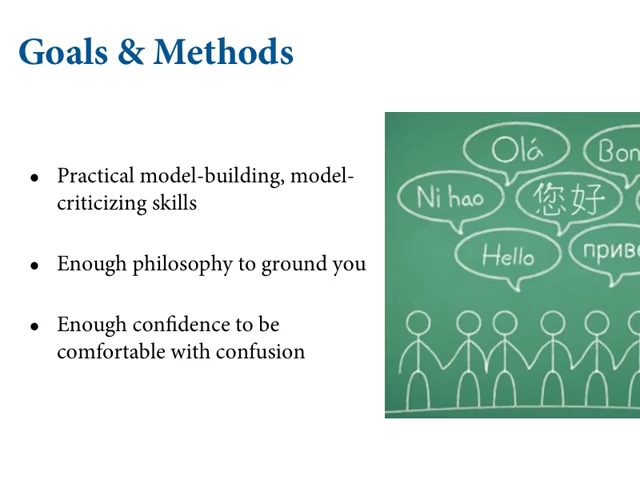 Goals & Methods
• Practical model-building, model-
criticizing skills
• Enough philosophy to ground you
• Enough confidence to be
comfortable with confusion
Olá
Bon
Ni hao
您好
Hello
приве